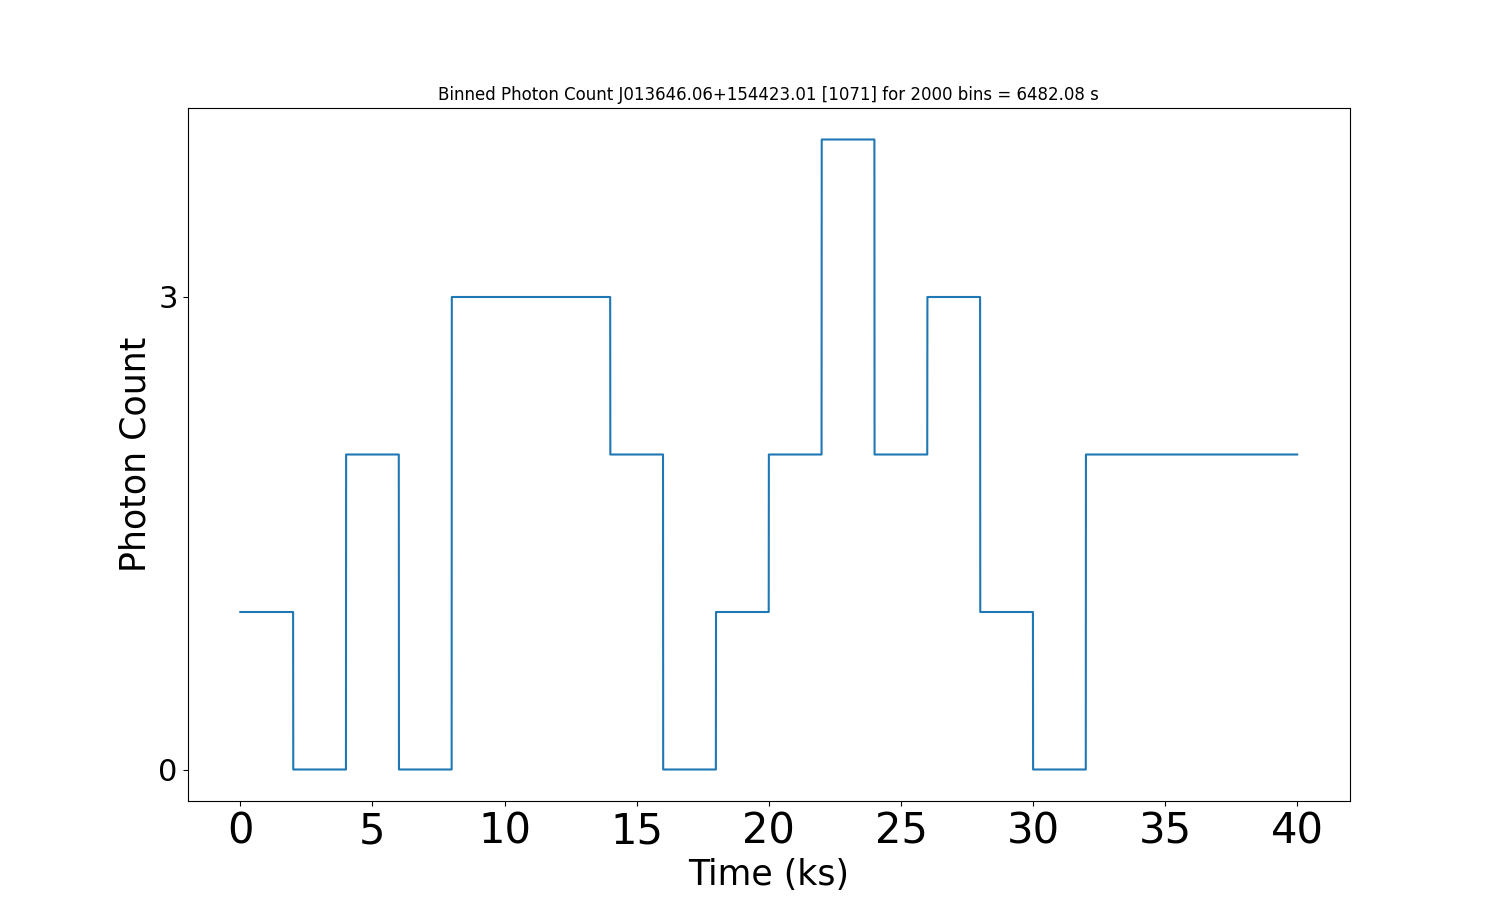 Binned Photon Count J013646.06+154423.01 [1071] for 2000 bins = 6482.08 s
3
0
Photon Count
0 5 10 15 20 25 30 35 40
Time (ks)